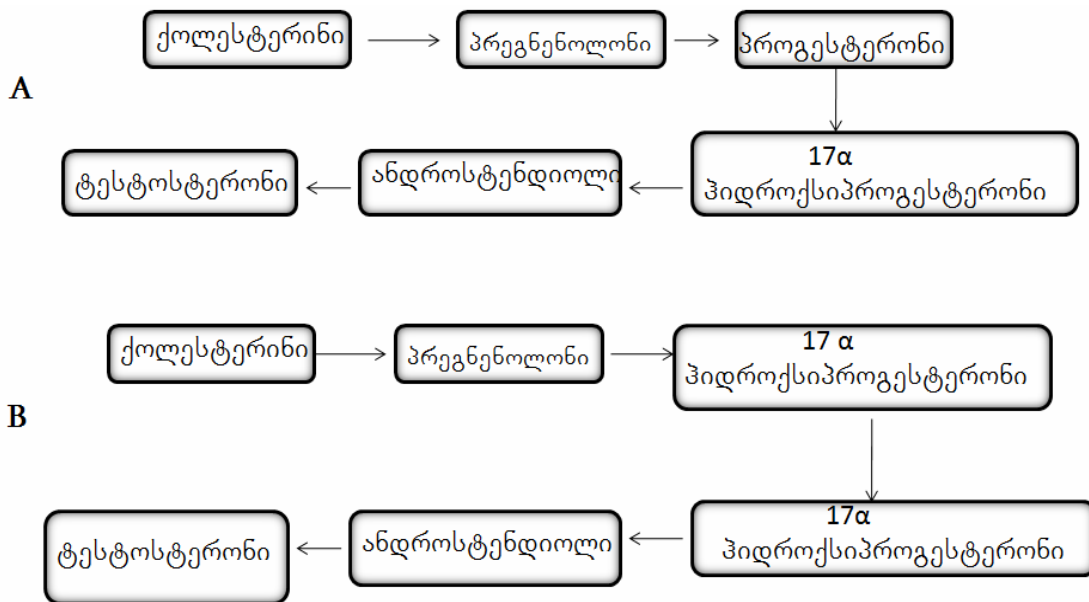 ქოლესტერინი
პრეგნენოლონი
პროგესტერონი
A
17α
ჰიდროქსიპროგესტერონი
ანდროსტენდიოლი
ტესტოსტერონი
ქოლესტერინი
პრეგნენოლონი
17 α
ჰიდროქსიპროგესტერონი
B
17α
ჰიდროქსიპროგესტერონი
ანდროსტენდიოლი
ტესტოსტერონი